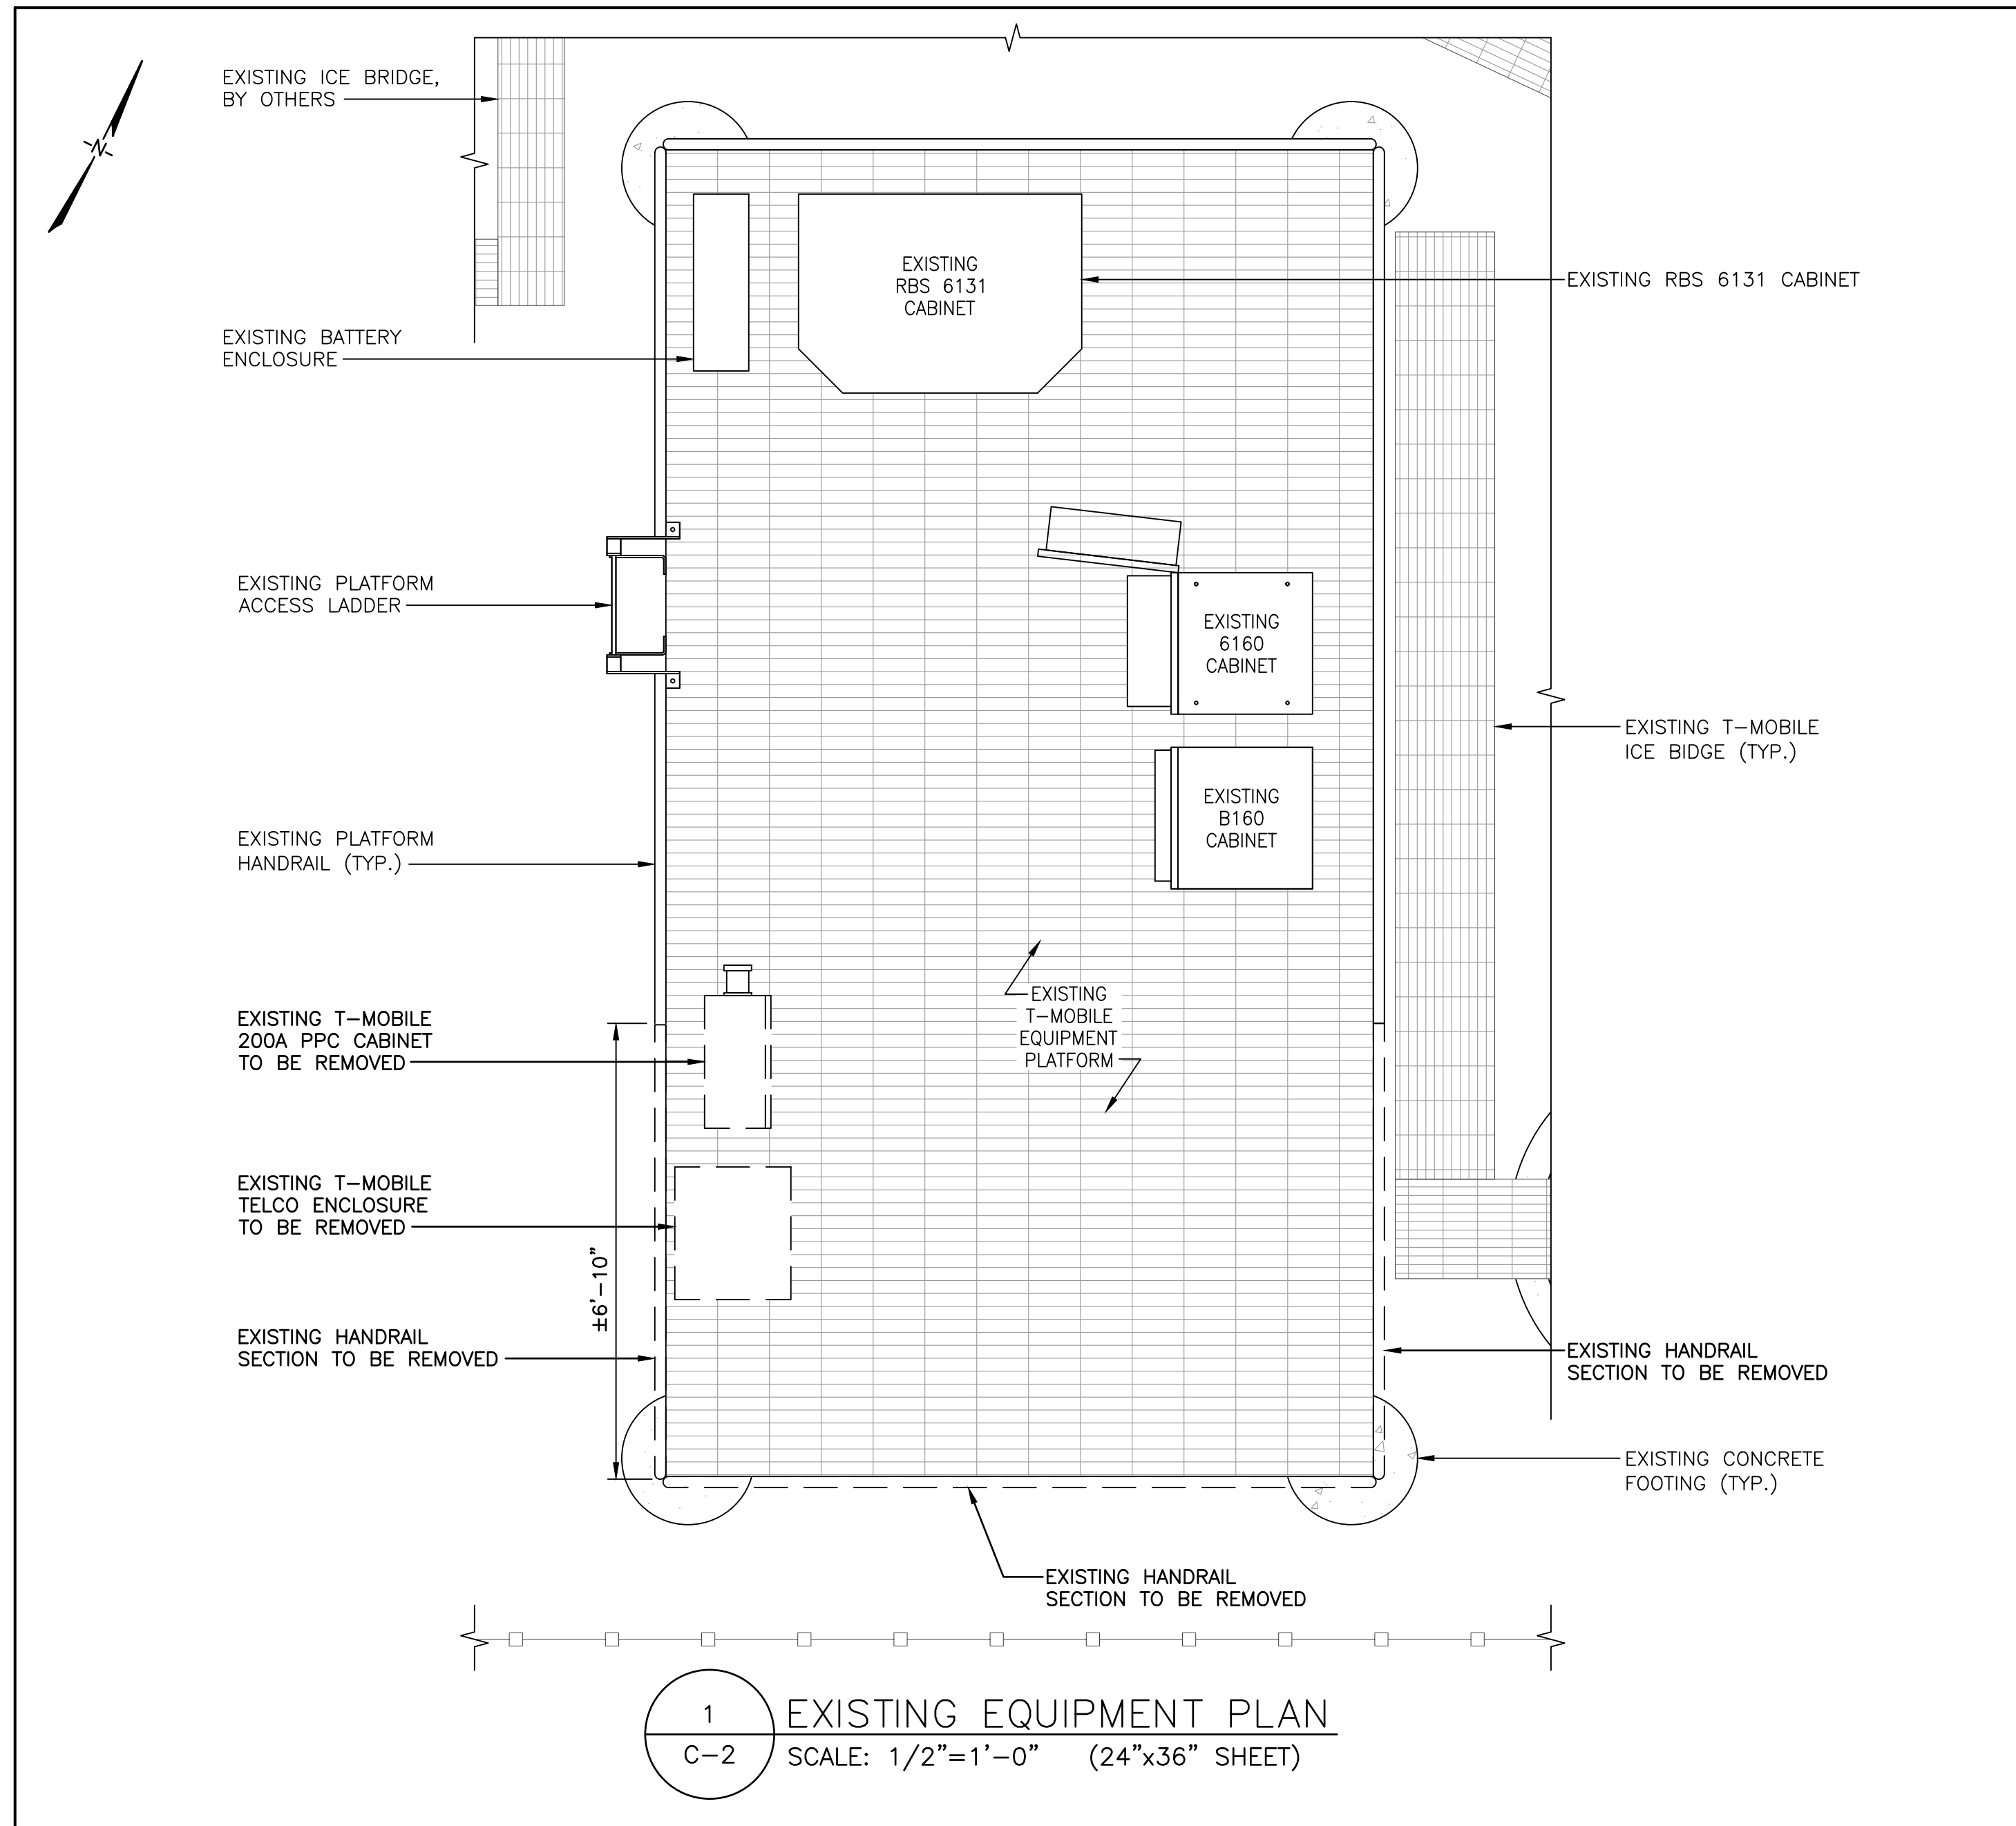 EXISTING ICE BRIDGE,
BY OTHERS
N
EXISTING
RBS 6131
CABINET
EXISTING RBS 6131 CABINET
EXISTING BATTERY
ENCLOSURE
EXISTING PLATFORM
ACCESS LADDER
EXISTING
6160
CABINET
EXISTING T-MOBILE
ICE BIDGE (TYP.)
EXISTING
B160
CABINET
EXISTING PLATFORM
HANDRAIL (TYP.)
EXISTING
T-MOBILE
EQUIPMENT
PLATFORM
EXISTING T-MOBILE
200A PPC CABINET
TO BE REMOVED
EXISTING T-MOBILE
TELCO ENCLOSURE
TO BE REMOVED
±6'-10"
EXISTING HANDRAIL
SECTION TO BE REMOVED
EXISTING HANDRAIL
SECTION TO BE REMOVED
EXISTING CONCRETE
FOOTING (TYP.)
EXISTING HANDRAIL
SECTION TO BE REMOVED
1
C-2
EXISTING EQUIPMENT PLAN
SCALE: 1/2"=1'-0" (24"x36" SHEET)